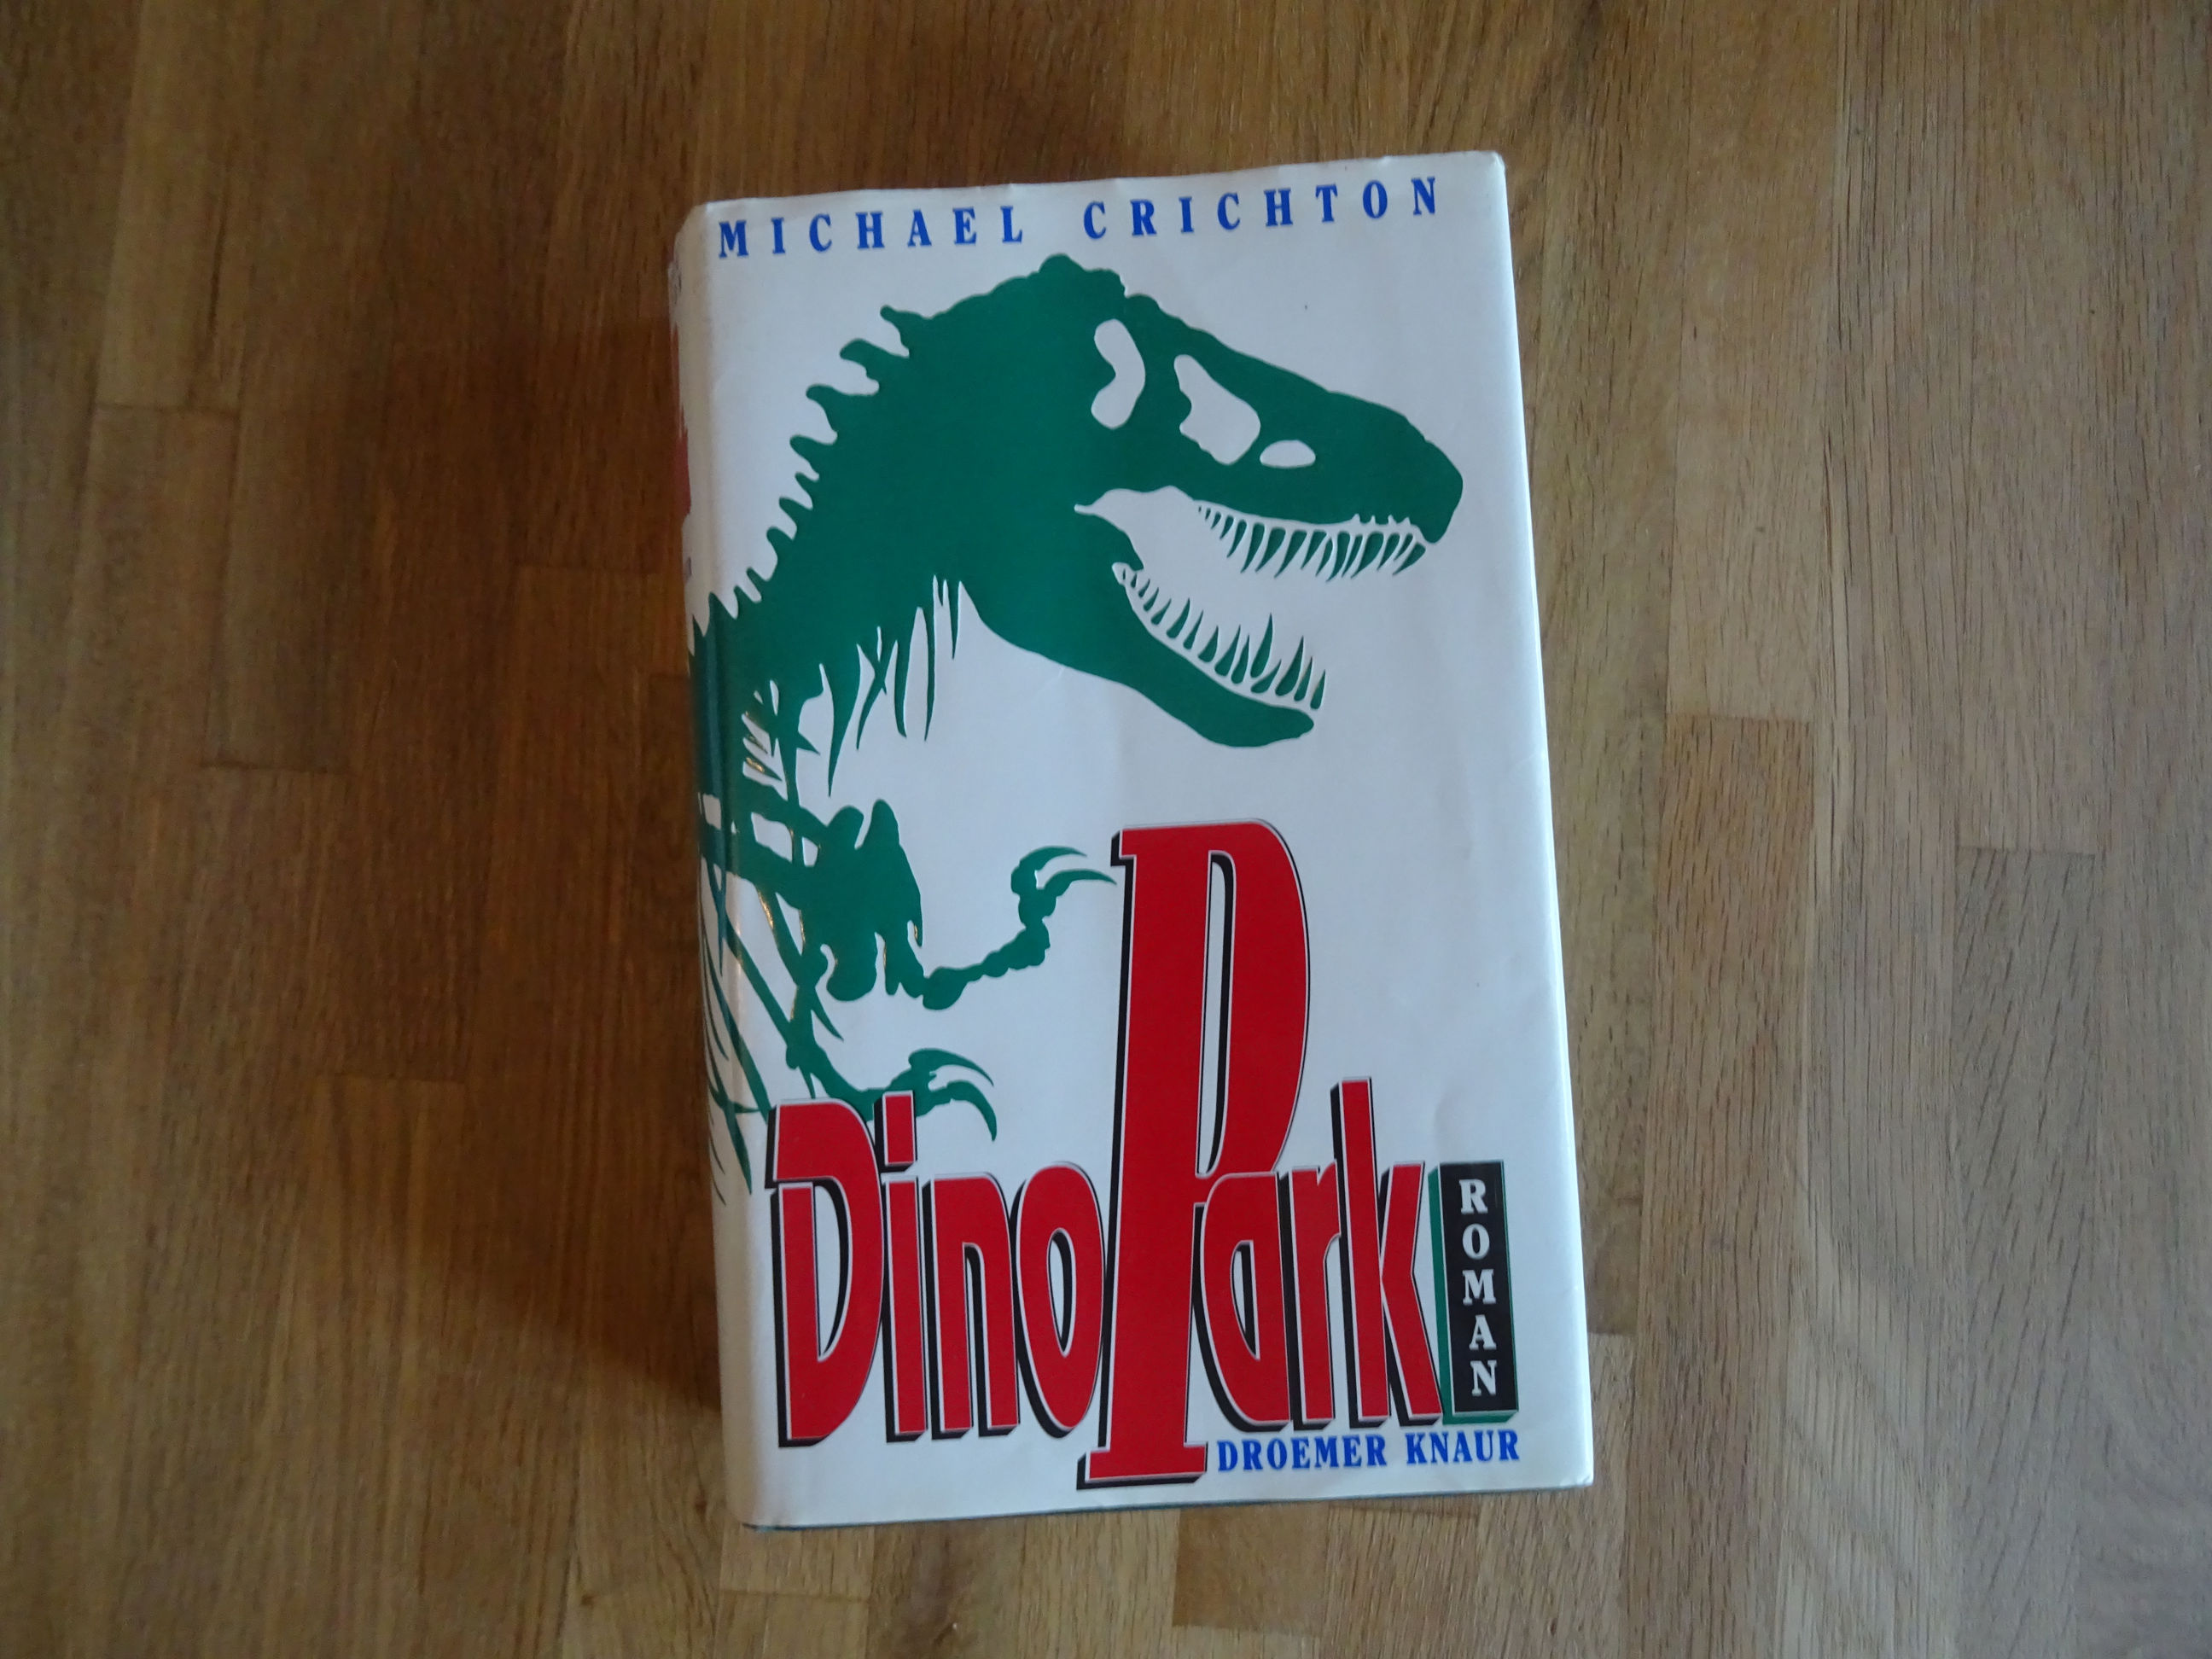 MICHAEL CRICHTON
DinoPark
ROMAN
DROEMER KNAUR